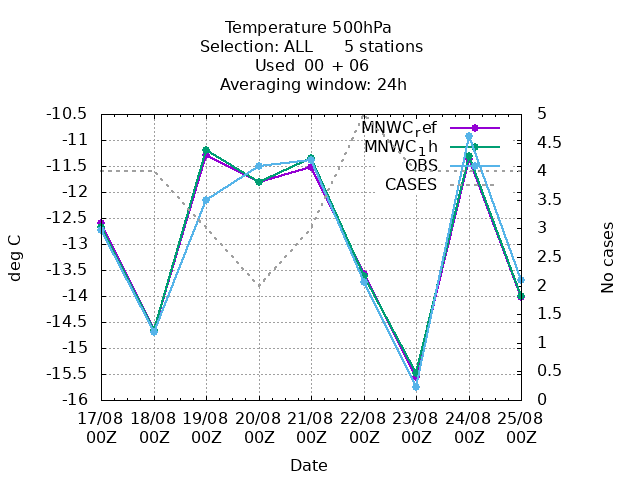 Temperature 500hPa
Selection: ALL 5 stations
Used 00 + 06
Averaging window: 24h
-10.5
-11
-11.5
-12
-12.5
-13
-13.5
-14
-14.5
-15
-15.5
-16
deg C
MNWC_ref
MNWC_1h
OBS
CASES
5
4.5
4
3.5
3
2.5
2
1.5
1
0.5
0
No cases
17/08 18/08 19/08 20/08 21/08 22/08 23/08 24/08 25/08
00Z 00Z 00Z 00Z 00Z 00Z 00Z 00Z 00Z
Date